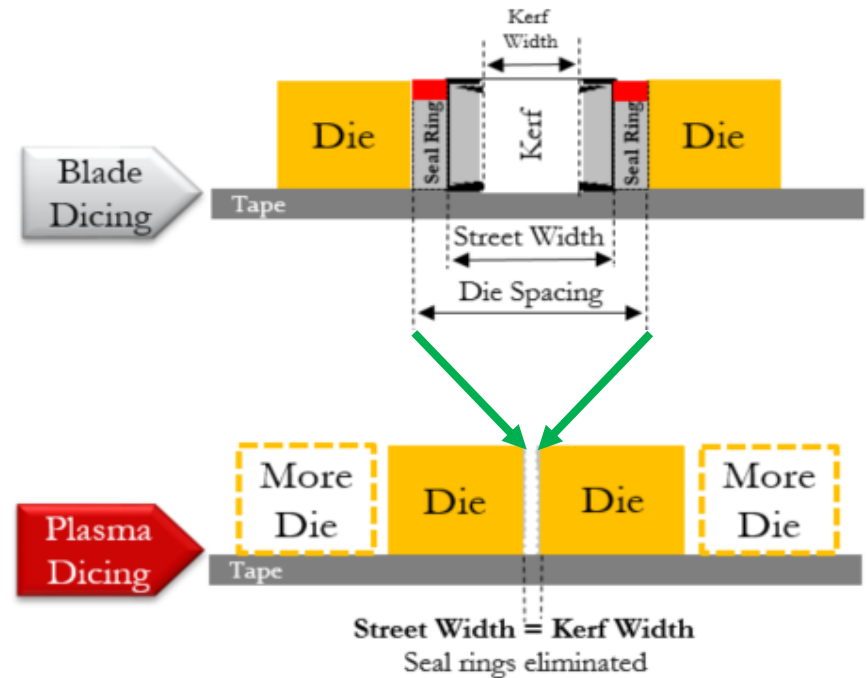 Kerf
Width
Die
Seal Ring
Kerf
Seal Ring
Die
Blade
Dicing
Tape
Street Width
Die Spacing
More
Die
Die
Die
More
Die
Plasma
Dicing
Tape
Street Width = Kerf Width
Seal rings eliminated